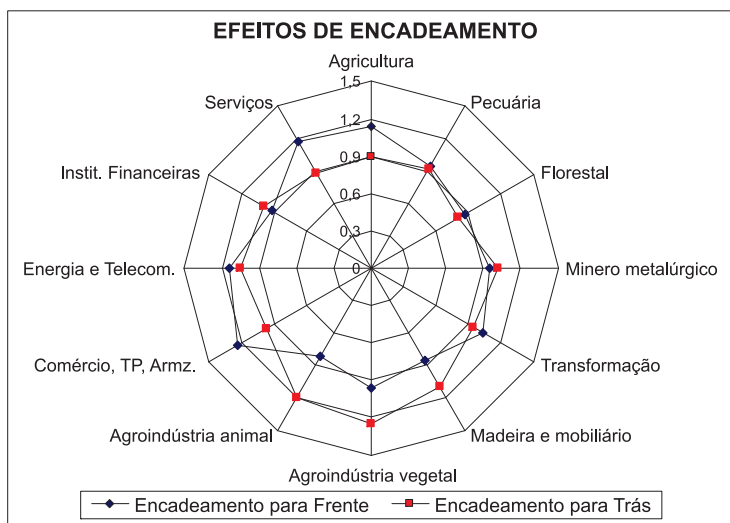 EFEITOS DE ENCADEAMENTO
Agricultura
1,5
Serviços
Pecuária
1,2
0,9
Instit. Financeiras
Florestal
0,6
0,3
Energia e Telecom.
0
Minero metalúrgico
Comércio, TP, Armz.
Transformação
Agroindústria animal
Madeira e mobiliário
Agroindústria vegetal
Encadeamento para Frente
Encadeamento para Trás